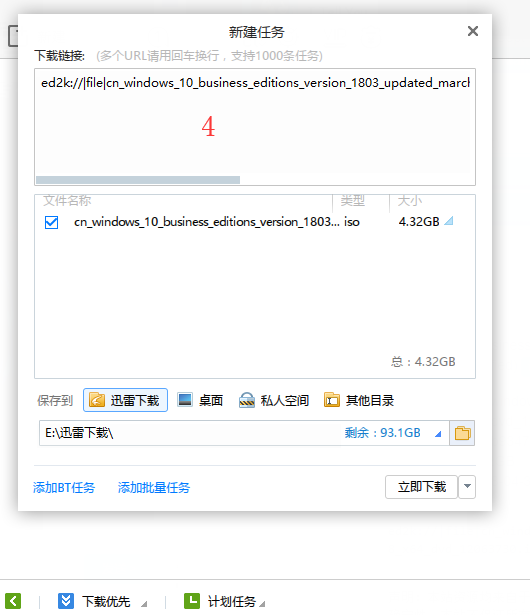 新建任务
下载链接: (多个URL请用回车换行，支持1000条任务)
ed2k://|file|cn_windows_10_business_editions_version_1803_updated_marcl
4
文件名称 类型 大小
cn_windows_10_business_editions_version_1803... iso 4.32GB
总：4.32GB
保存到 迅雷下载 桌面 私人空间 其他目录
E:\迅雷下载\ 剩余：93.1GB
添加BT任务 添加批量任务 立即下载
下载优先 计划任务